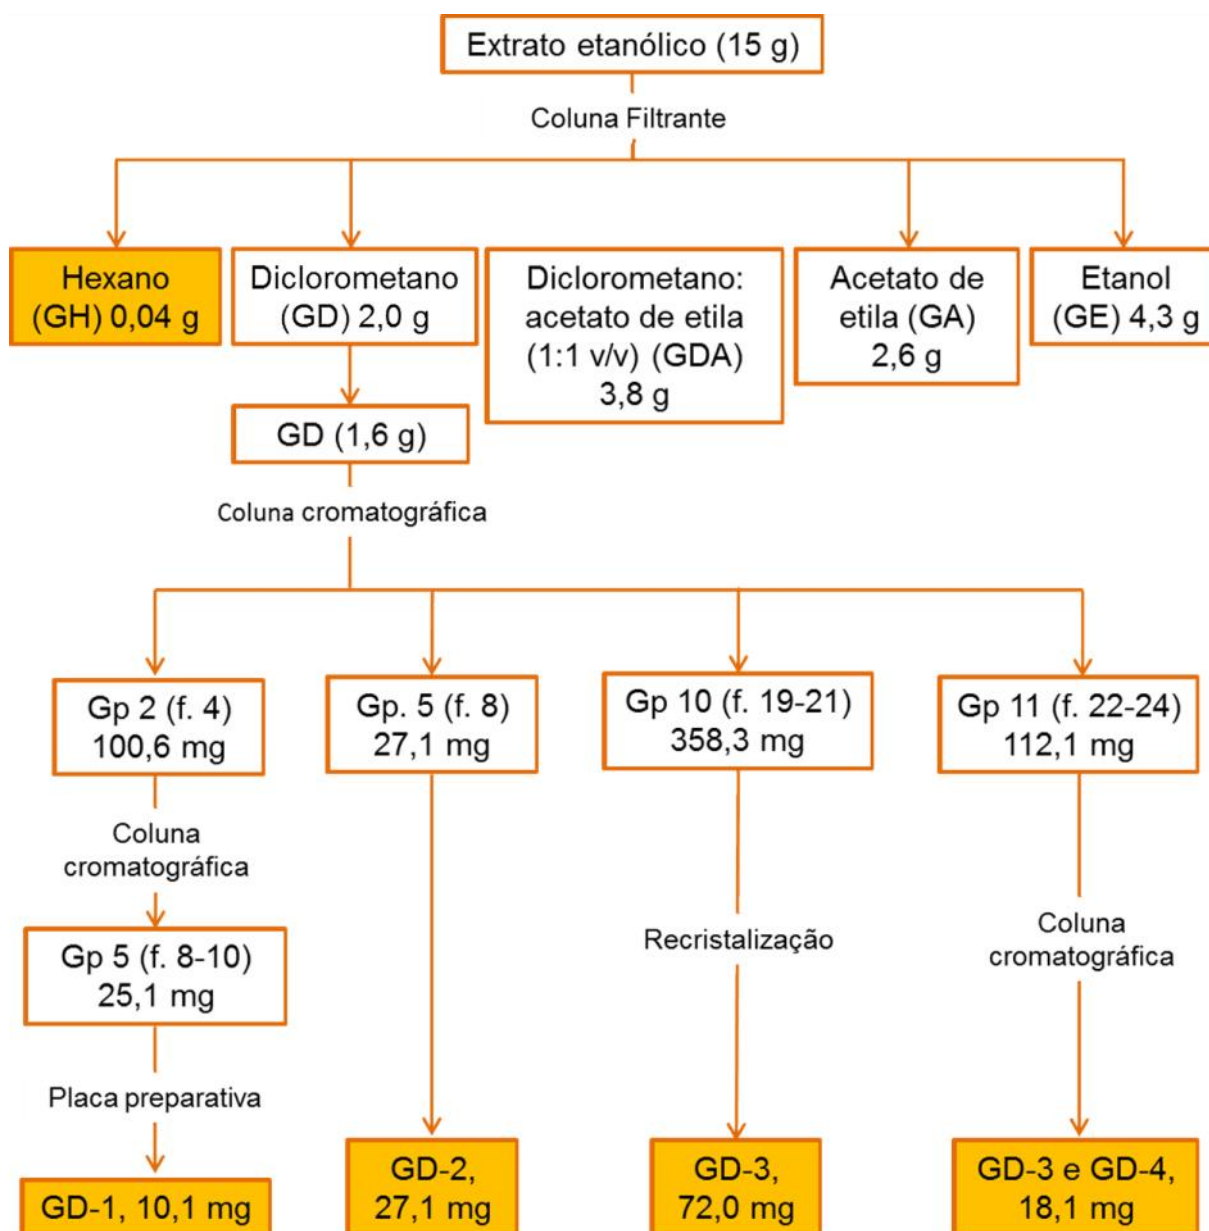 Extrato etanólico (15 g)
Coluna Filtrante
Hexano
(GH) 0,04 g
Diclorometano
(GD) 2,0 g
Diclorometano:
acetato de etila
(1:1 v/v) (GDA)
3,8 g
Acetato de
etila (GA)
2,6 g
Etanol
(GE) 4,3 g
GD (1,6 g)
Coluna cromatográfica
Gp 2 (f. 4)
100,6 mg
Gp. 5 (f. 8)
27,1 mg
Gp 10 (f. 19-21)
358,3 mg
Gp 11 (f. 22-24)
112,1 mg
Coluna
cromatográfica
Gp 5 (f. 8-10)
25,1 mg
Recristalização
Coluna
cromatográfica
Placa preparativa
GD-1, 10,1 mg
GD-2,
27,1 mg
GD-3,
72,0 mg
GD-3 e GD-4,
18,1 mg